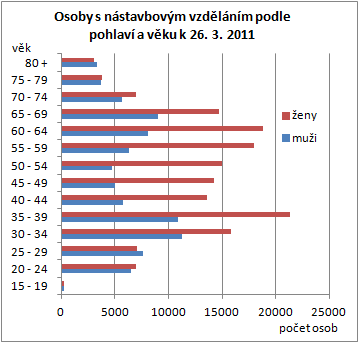 Osoby s nástavbovým vzděláním podle
pohlaví a věku k 26. 3. 2011
věk
80 +
75 - 79
70 - 74
65 - 69
60 - 64
55 - 59
50 - 54
45 - 49
40 - 44
35 - 39
30 - 34
25 - 29
20 - 24
15 - 19
ženy
muži
0 5000 10000 15000 20000 25000
počet osob